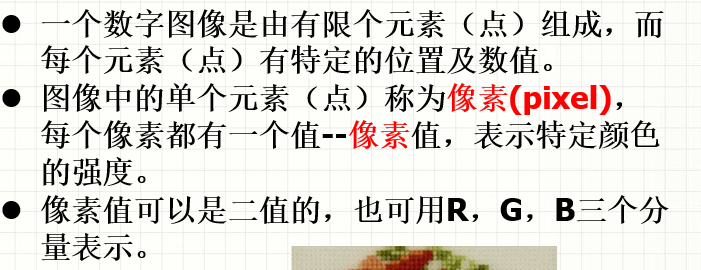 ● 一个数字图像是由有限个元素（点）组成，而
每个元素（点）有特定的位置及数值。
● 图像中的单个元素（点）称为像素(pixel)，
每个像素都有一个值--像素值，表示特定颜色
的强度。
● 像素值可以是二值的，也可用R，G，B三个分
量表示。